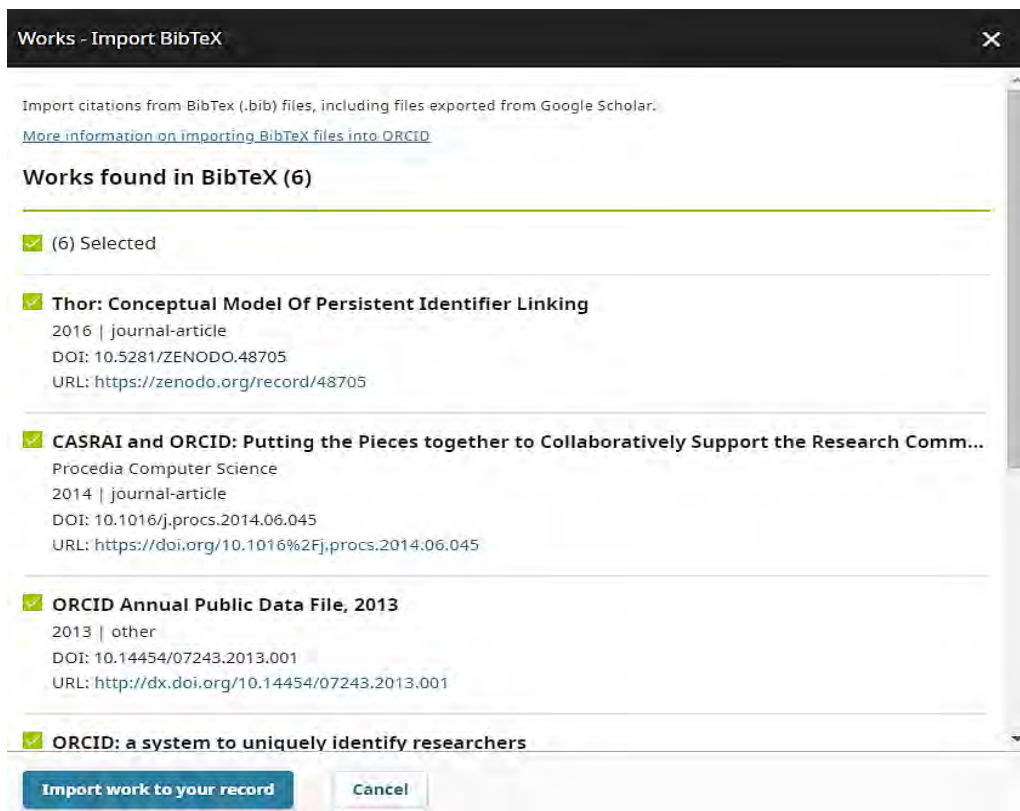 Works - Import BibTeX
Import citations from BibTex (.bib) files, including files exported from Google Scholar.
More information on importing BibTeX files into ORCID
Works found in BibTeX (6)
(6) Selected
Thor: Conceptual Model Of Persistent Identifier Linking
2016 | journal-article
DOI: 10.5281/ZENODO.48705
URL: https://zenodo.org/record/48705
CASRAI and ORCID: Putting the Pieces together to Collaboratively Support the Research Comm...
Procedia Computer Science
2014 | journal-article
DOI: 10.1016/j.procs.2014.06.045
URL: https://doi.org/10.1016%2Fj.procs.2014.06.045
ORCID Annual Public Data File, 2013
2013 | other
DOI: 10.14454/07243.2013.001
URL: http://dx.doi.org/10.14454/07243.2013.001
ORCID: a system to uniquely identify researchers
Import work to your record
Cancel